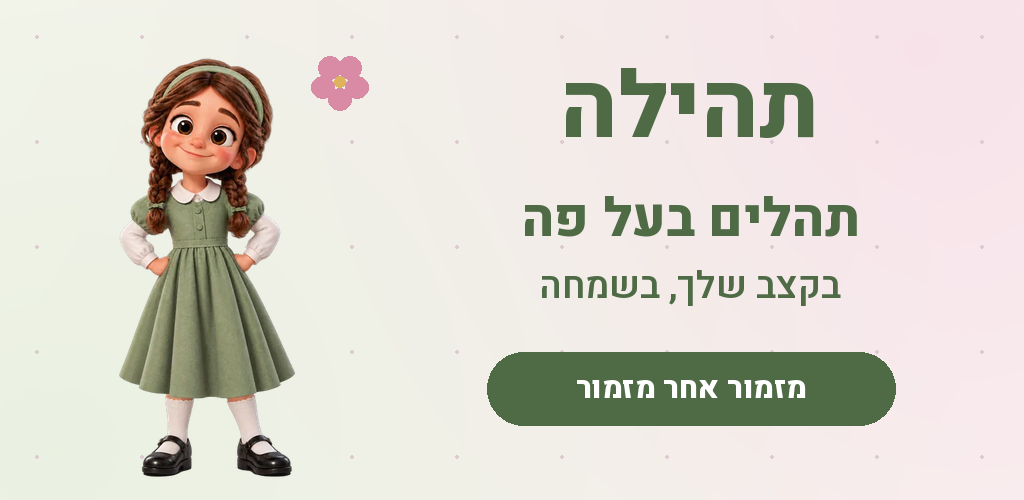 תהילה
תהלים בעל פה
בקצב שלך, בשמחה
מזמור אחר מזמור